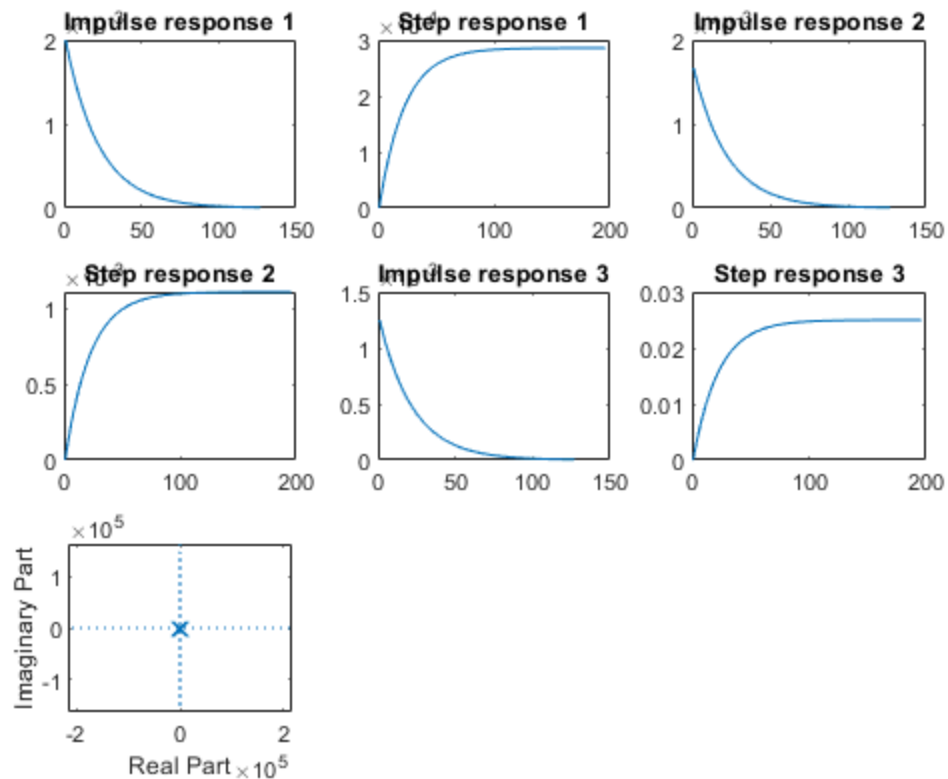 Impulse response 1
2
1
0
0 50 100 150
Step response 1
3
2
1
0
0 100 200
Impulse response 2
2
1
0
0 50 100 150
Step response 2
1
0.5
0
0 100 200
Impulse response 3
1.5
1
0.5
0
0 50 100 150
Step response 3
0.03
0.02
0.01
0
0 100 200
×10^5
Imaginary Part
1
0
-1
-2 0 2
Real Part ×10^5